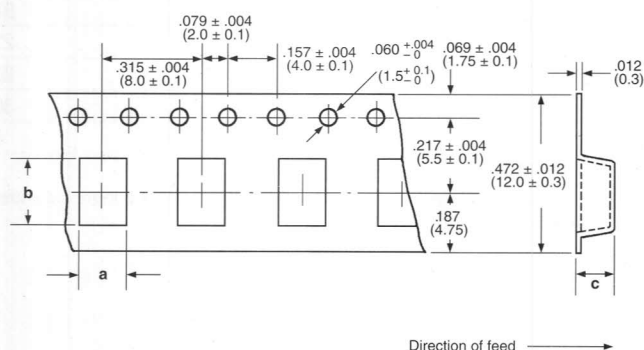 .079 ± .004
(2.0 ± 0.1)
.315 ± .004
(8.0 ± 0.1)
.157 ± .004
(4.0 ± 0.1)
.060 +.004 −0
(1.5 +0.1 −0)
.069 ± .004
(1.75 ± 0.1)
.012
(0.3)
.217 ± .004
(5.5 ± 0.1)
.472 ± .012
(12.0 ± 0.3)
.187
(4.75)
b
a
c
Direction of feed